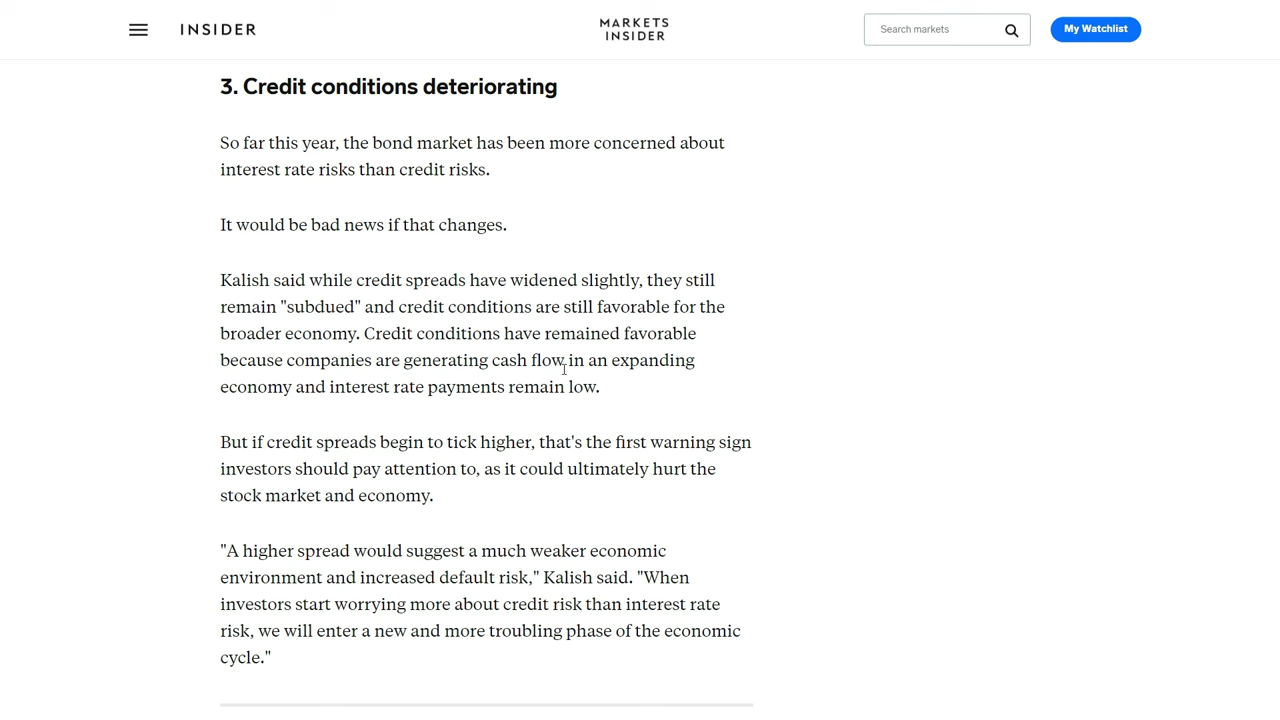 INSIDER
MARKETS
INSIDER
Search markets
My Watchlist
3. Credit conditions deteriorating
So far this year, the bond market has been more concerned about
interest rate risks than credit risks.
It would be bad news if that changes.
Kalish said while credit spreads have widened slightly, they still
remain "subdued" and credit conditions are still favorable for the
broader economy. Credit conditions have remained favorable
because companies are generating cash flow in an expanding
economy and interest rate payments remain low.
But if credit spreads begin to tick higher, that's the first warning sign
investors should pay attention to, as it could ultimately hurt the
stock market and economy.
"A higher spread would suggest a much weaker economic
environment and increased default risk," Kalish said. "When
investors start worrying more about credit risk than interest rate
risk, we will enter a new and more troubling phase of the economic
cycle."